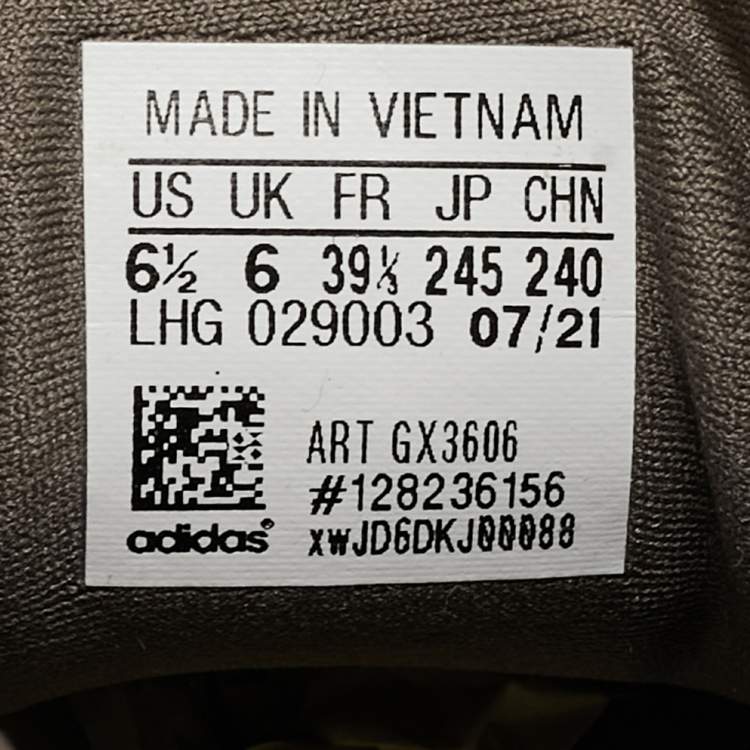 MADE IN VIETNAM
US UK FR JP CHN
6½ 6 39⅓ 245 240
LHG 029003 07/21
ART GX3606
#128236156
adidas®
xwJD6DKJ00088